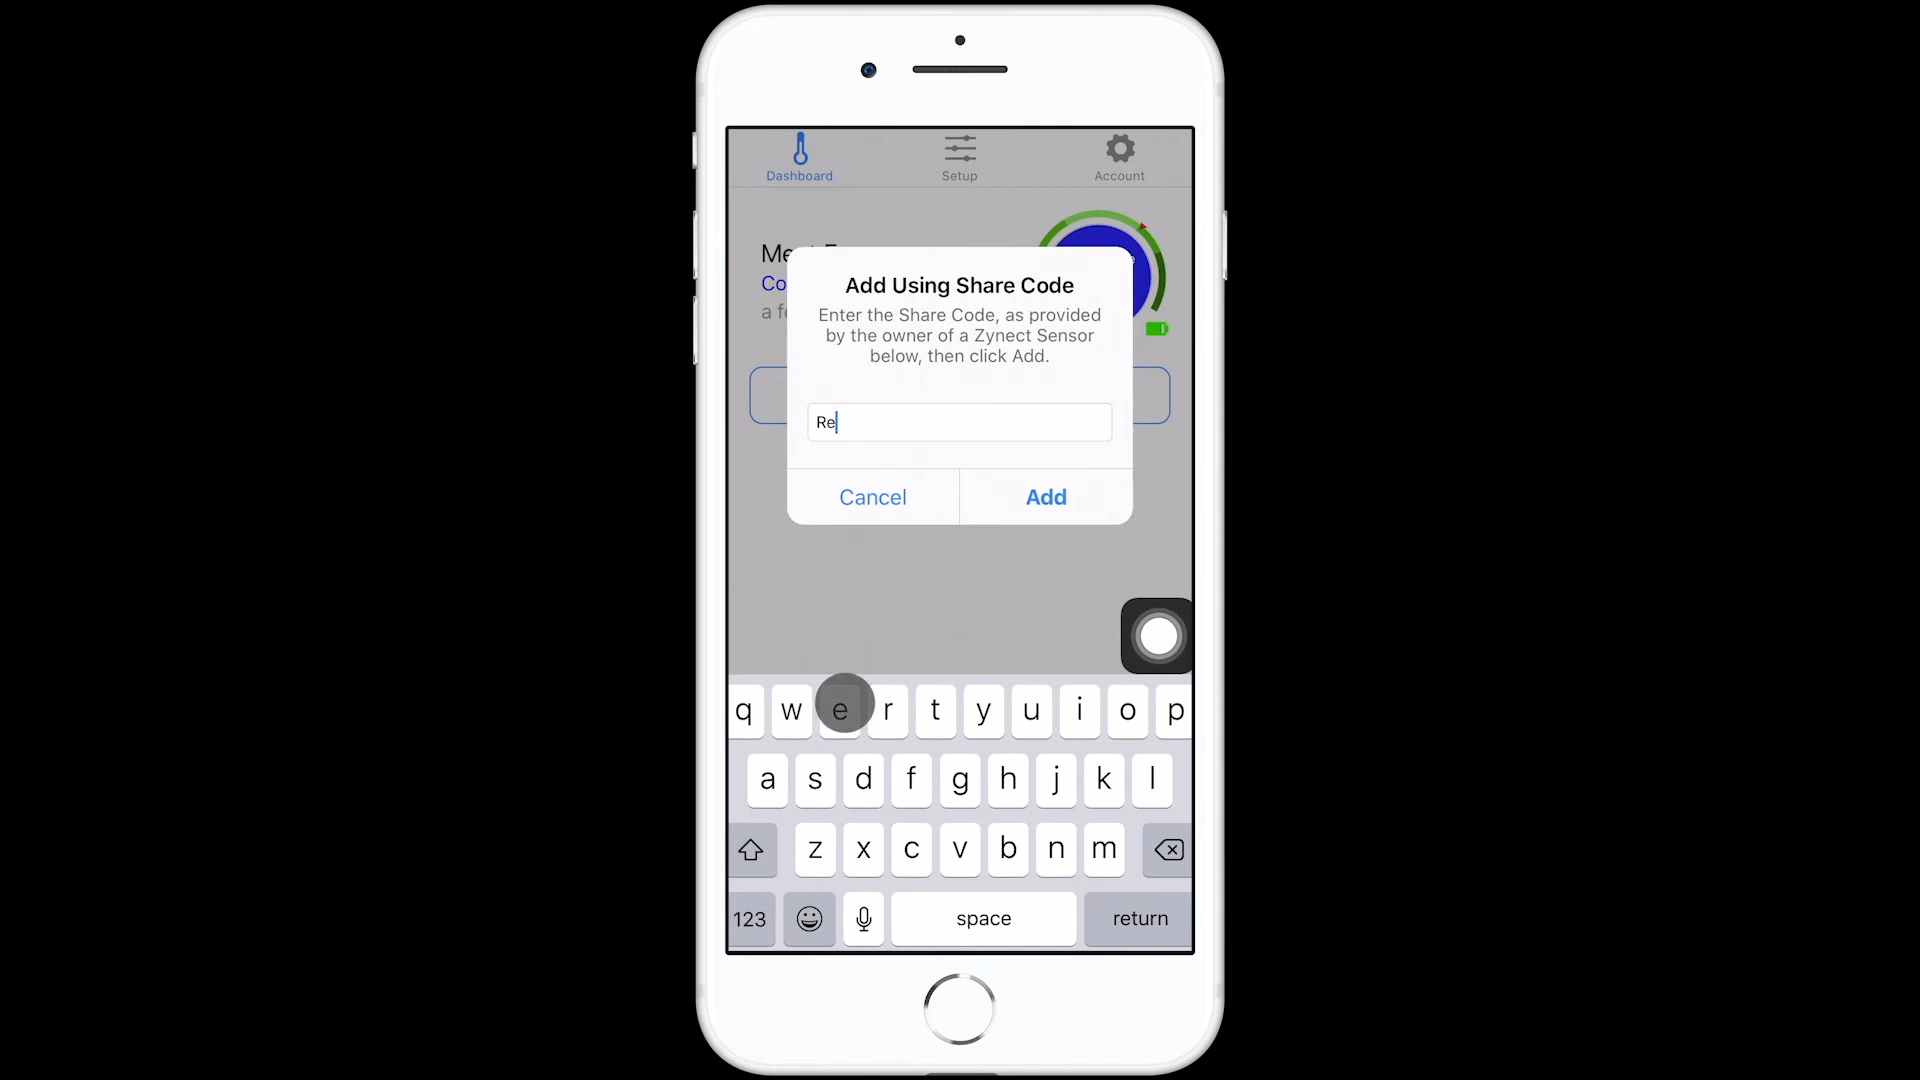 Dashboard
Setup
Account
Add Using Share Code
Enter the Share Code, as provided
by the owner of a Zynect Sensor
below, then click Add.
Re
Cancel
Add
q w e r t y u i o p
a s d f g h j k l
z x c v b n m
123
space
return